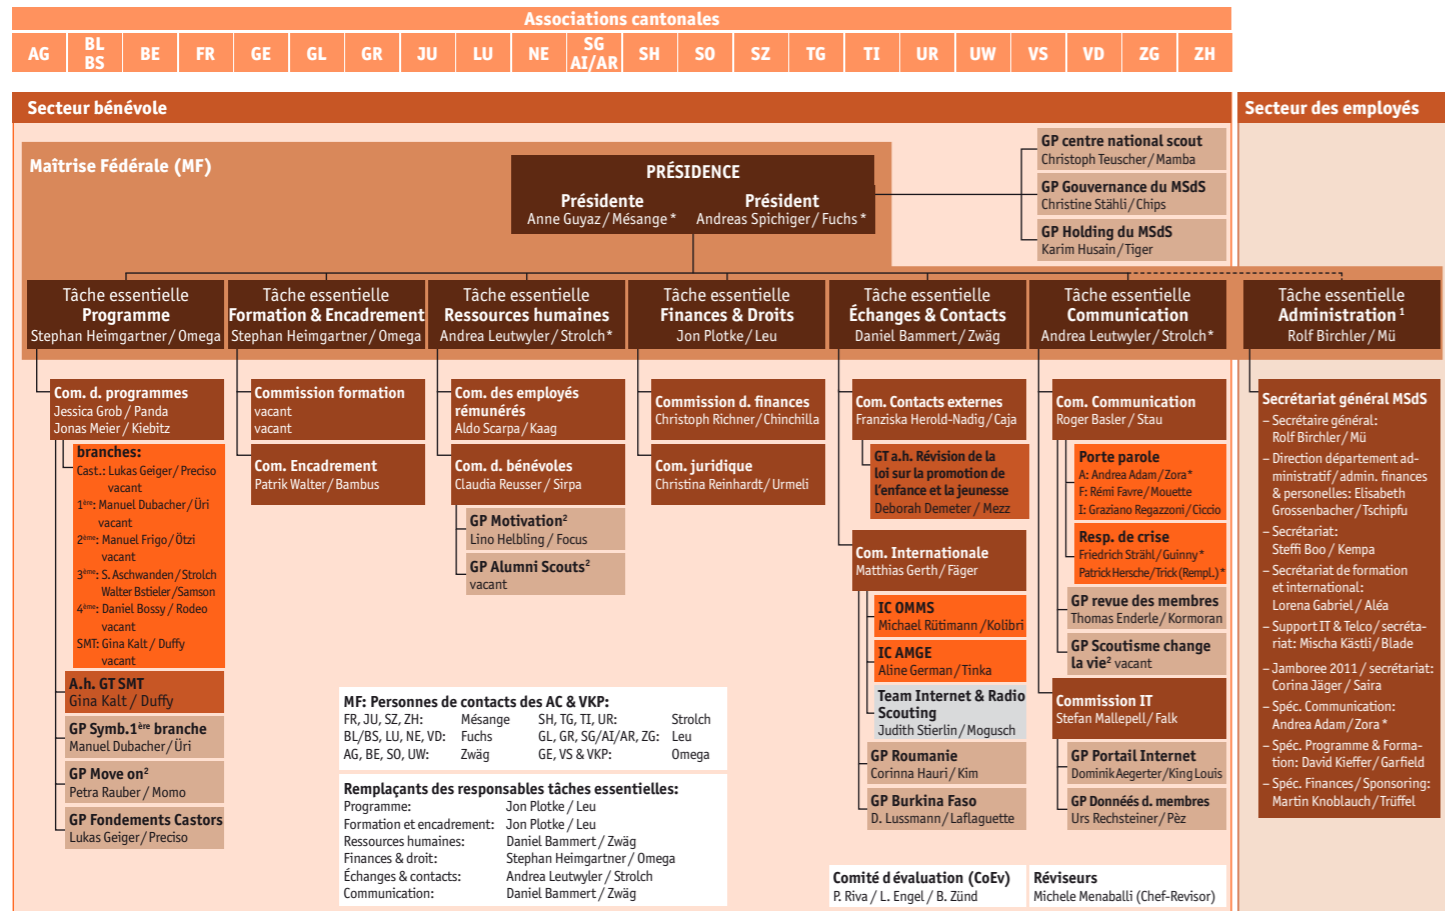 Associations cantonales
AG BL BS BE FR GE GL GR JU LU NE SG AI/AR SH SO SZ TG TI UR UW VS VD ZG ZH
Secteur bénévole
Secteur des employés
Maîtrise Fédérale (MF)
PRÉSIDENCE
Présidente
Anne Guyaz / Mésange *
Président
Andreas Spichiger / Fuchs *
GP centre national scout
Christoph Teuscher / Mamba
GP Gouvernance du MSdS
Christine Stähli / Chips
GP Holding du MSdS
Karim Husain / Tiger
Tâche essentielle
Programme
Stephan Heimgartner / Omega
Tâche essentielle
Formation & Encadrement
Stephan Heimgartner / Omega
Tâche essentielle
Ressources humaines
Andrea Leutwyler / Strolch *
Tâche essentielle
Finances & Droits
Jon Plotke / Leu
Tâche essentielle
Échanges & Contacts
Daniel Bammert / Zwäg
Tâche essentielle
Communication
Andrea Leutwyler / Strolch *
Tâche essentielle
Administration 1
Rolf Birchler / Mü
Com. d. programmes
Jessica Grob / Panda
Jonas Meier / Kiebitz
branches:
Cast.: Lukas Geiger / Preciso
vacant
1ère: Manuel Dubacher / Üri
vacant
2ème: Manuel Frigo / Ötzi
vacant
3ème: S. Aschwanden / Strolch
Walter Bstieler / Samson
4ème: Daniel Bossy / Rodeo
vacant
SMT: Gina Kalt / Duffy
vacant
A.h. GT SMT
Gina Kalt / Duffy
GP Symb.1ère branche
Manuel Dubacher / Üri
GP Move on2
Petra Rauber / Momo
GP Fondements Castors
Lukas Geiger / Preciso
Commission formation
vacant
vacant
Com. Encadrement
Patrik Walter / Bambus
Com. des employés
rémunérés
Aldo Scarpa / Kaag
Com. d. bénévoles
Claudia Reusser / Sirpa
GP Motivation2
Lino Helbling / Focus
GP Alumni Scouts2
vacant
Commission d. finances
Christoph Richner / Chinchilla
Com. juridique
Christina Reinhardt / Urmeli
Com. Contacts externes
Franziska Herold-Nadig / Caja
GT a.h. Révision de la
loi sur la promotion de
l'enfance et la jeunesse
Deborah Demeter / Mezz
Com. Internationale
Matthias Gerth / Fäger
IC OMMS
Michael Rütimann / Kolibri
IC AMGE
Aline German / Tinka
Team Internet & Radio
Scouting
Judith Stierlin / Mogusch
GP Roumanie
Corinna Hauri / Kim
GP Burkina Faso
D. Lussmann / Laflaguette
Com. Communication
Roger Basler / Stau
Porte parole
A: Andrea Adam / Zora *
F: Rémi Favre / Mouette
I: Graziano Regazzoni / Ciccio
Resp. de crise
Friedrich Strähl / Guinny *
Patrick Hersche / Trick (Rempl.) *
GP revue des membres
Thomas Enderle / Kormoran
GP Scoutisme change
la vie2 vacant
Commission IT
Stefan Mallepell / Falk
GP Portail Internet
Dominik Aegerter / King Louis
GP Donnéés d. membres
Urs Rechsteiner / Pèz
Secrétariat général MSdS
– Secrétaire général:
Rolf Birchler / Mü
– Direction département ad-
ministratif / admin. finances
& personelles: Elisabeth
Grossenbacher / Tschipfu
– Secrétariat:
Steffi Boo / Kempa
– Secrétariat de formation
et international:
Lorena Gabriel / Aléa
– Support IT & Telco / secréta-
riat: Mischa Kästli / Blade
– Jamboree 2011 / secrétariat:
Corina Jäger / Saira
– Spéc. Communication:
Andrea Adam / Zora *
– Spéc. Programme & Forma-
tion: David Kieffer / Garfield
– Spéc. Finances / Sponsoring:
Martin Knoblauch / Trüffel
MF: Personnes de contacts des AC & VKP:
FR, JU, SZ, ZH: Mésange SH, TG, TI, UR: Strolch
BL/BS, LU, NE, VD: Fuchs GL, GR, SG/AI/AR, ZG: Leu
AG, BE, SO, UW: Zwäg GE, VS & VKP: Omega
Remplaçants des responsables tâches essentielles:
Programme: Jon Plotke / Leu
Formation et encadrement: Jon Plotke / Leu
Ressources humaines: Daniel Bammert / Zwäg
Finances & droit: Stephan Heimgartner / Omega
Échanges & contacts: Andrea Leutwyler / Strolch
Communication: Daniel Bammert / Zwäg
Comité d évaluation (CoEv)
P. Riva / L. Engel / B. Zünd
Réviseurs
Michele Menaballi (Chef-Revisor)